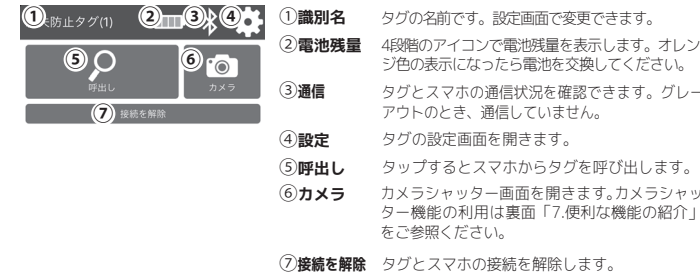 ①
②
③
④
防止タグ(1)
⑤
⑥
呼出し
カメラ
⑦ 接続を解除
①識別名 タグの名前です。設定画面で変更できます。
②電池残量 4段階のアイコンで電池残量を表示します。オレン
ジ色の表示になったら電池を交換してください。
③通信 タグとスマホの通信状況を確認できます。グレー
アウトのとき、通信していません。
④設定 タグの設定画面を開きます。
⑤呼出し タップするとスマホからタグを呼び出します。
⑥カメラ カメラシャッター画面を開きます。カメラシャッ
ター機能の利用は裏面「7.便利な機能の紹介」
をご参照ください。
⑦接続を解除 タグとスマホの接続を解除します。